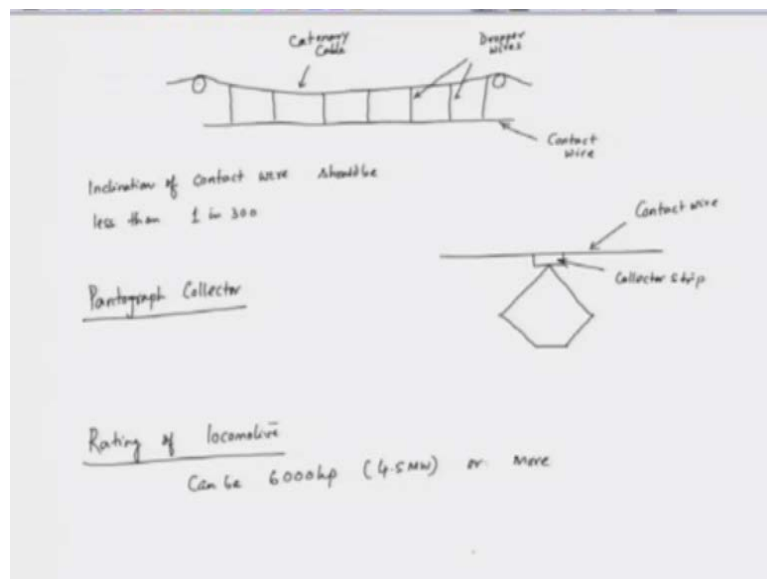 Catenary
Cable
Dropper
wires
Contact
wire
Inclination of contact wire should be
less than 1 in 300
Contact wire
Collector strip
Pantograph Collector
Rating of locomotive
Can be 6000hp (4.5MW) or more